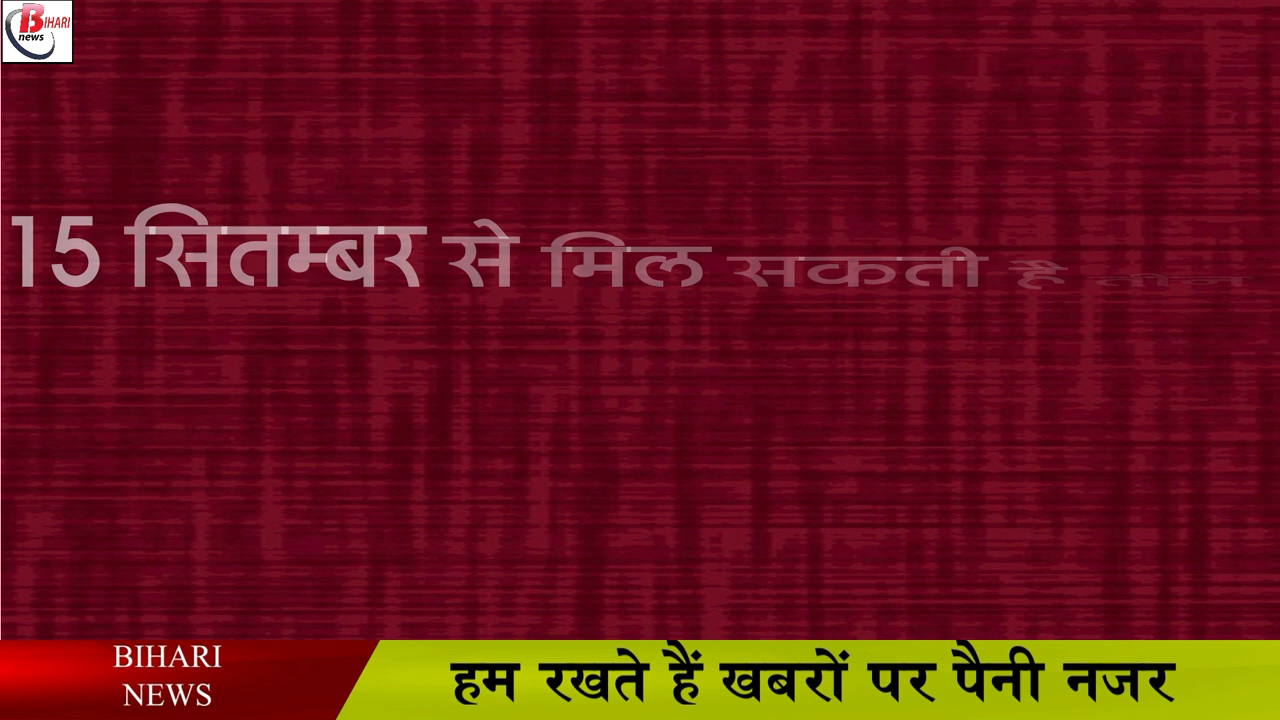 BIHARI
news
15 सितम्बर से मिल सकती है तीन
BIHARI
NEWS
हम रखते हैं खबरों पर पैनी नजर